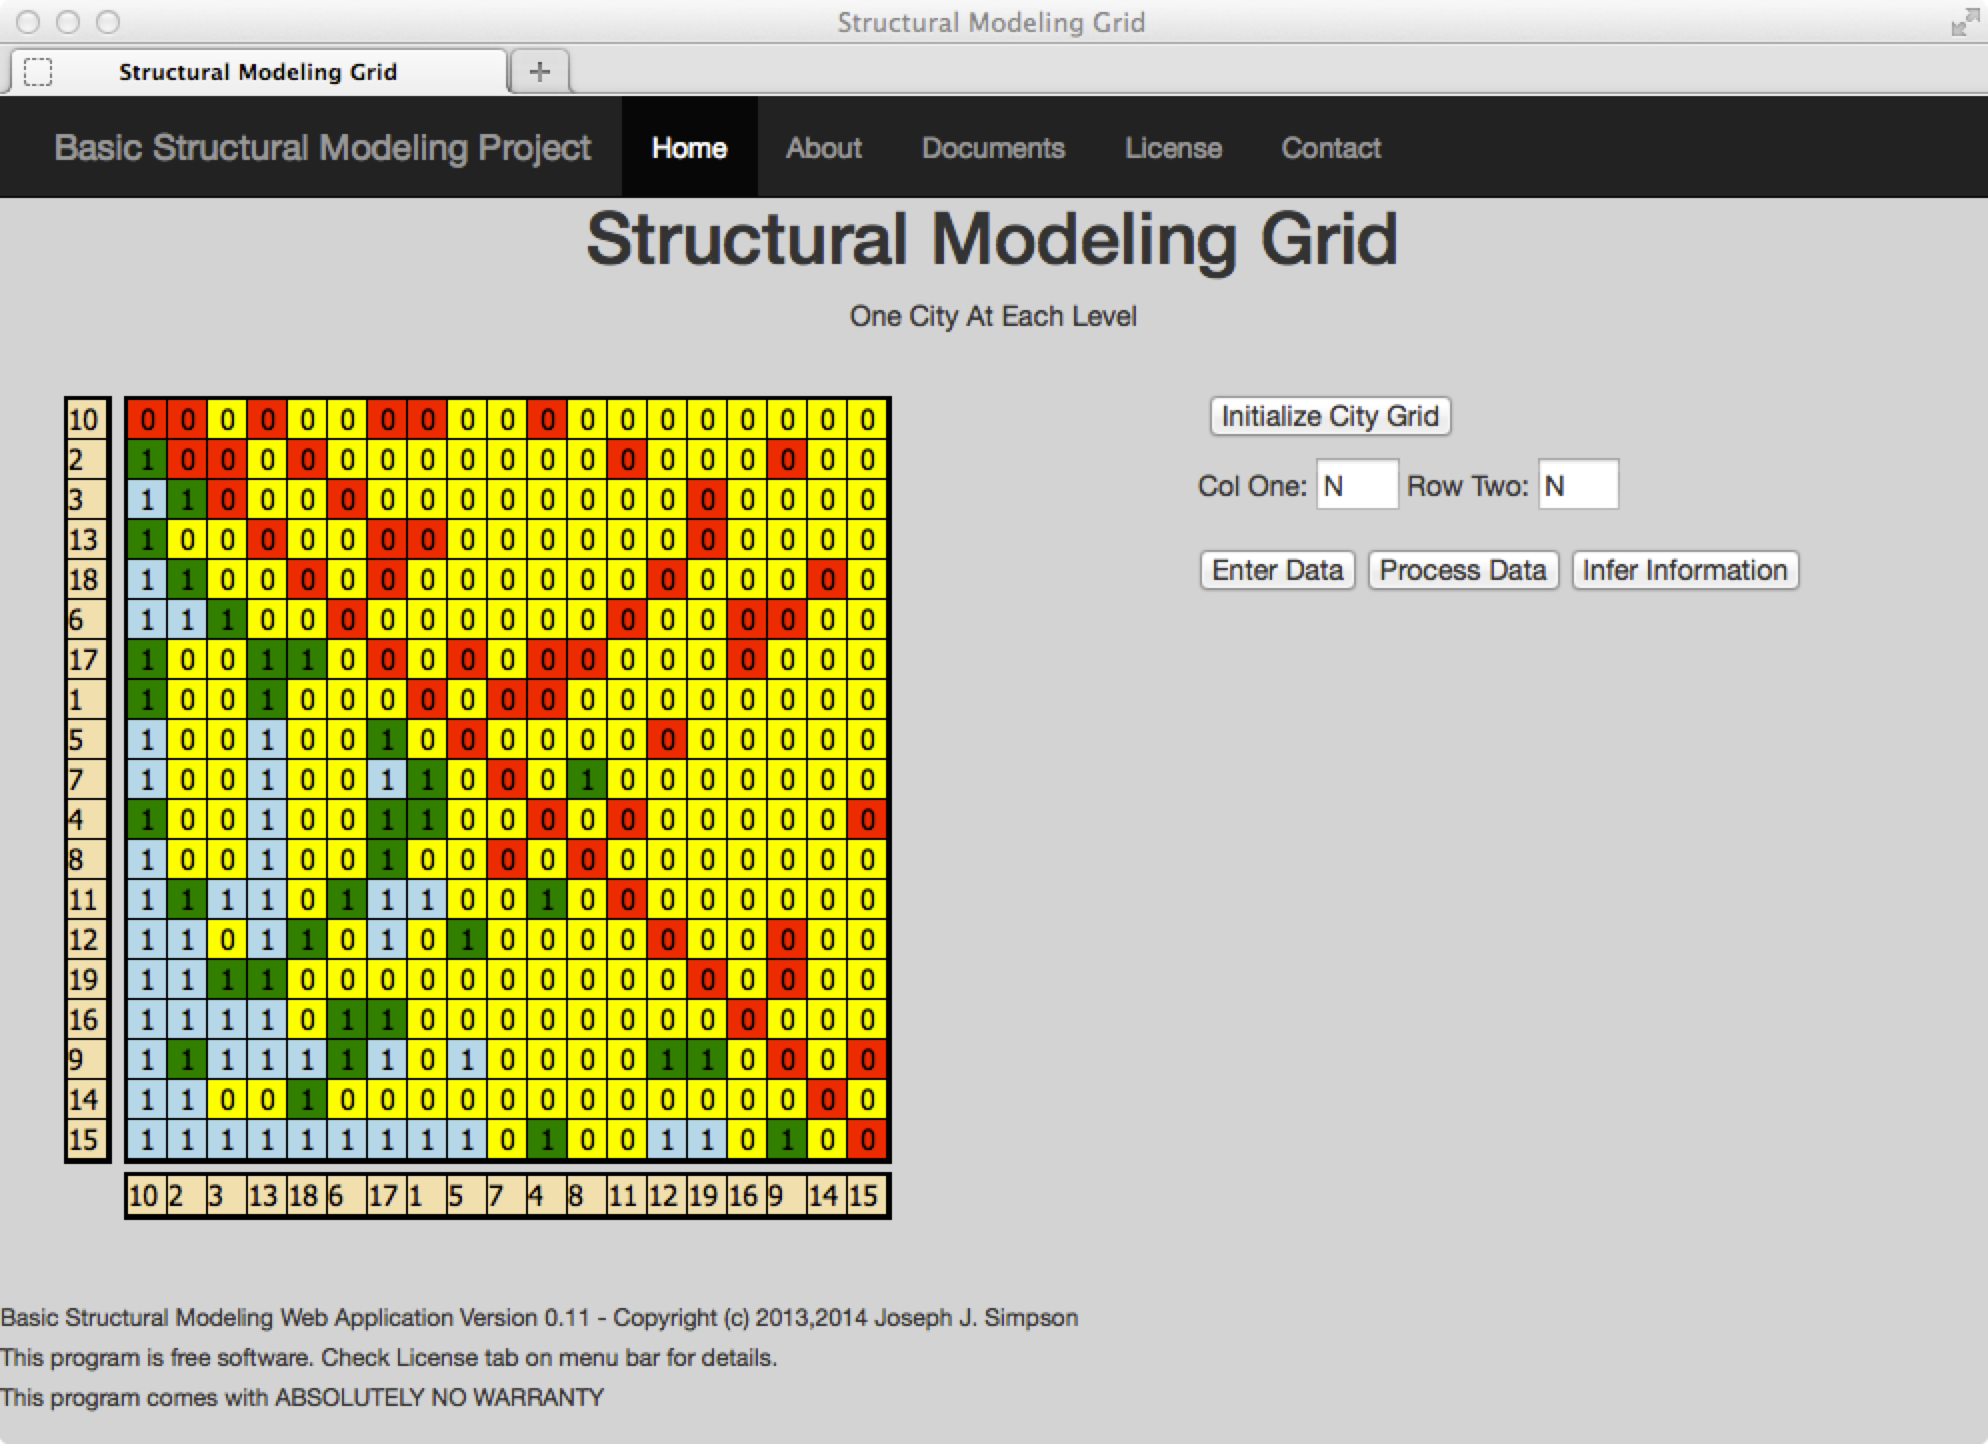 Structural Modeling Grid
Structural Modeling Grid
Basic Structural Modeling Project Home About Documents License Contact
Structural Modeling Grid
One City At Each Level
Initialize City Grid
Col One: N Row Two: N
Enter Data Process Data Infer Information
10 0 0 0 0 0 0 0 0 0 0 0 0 0 0 0 0 0 0 0
2 1 0 0 0 0 0 0 0 0 0 0 0 0 0 0 0 0 0 0
3 1 1 0 0 0 0 0 0 0 0 0 0 0 0 0 0 0 0 0
13 1 0 0 0 0 0 0 0 0 0 0 0 0 0 0 0 0 0 0
18 1 1 0 0 0 0 0 0 0 0 0 0 0 0 0 0 0 0 0
6 1 1 1 0 0 0 0 0 0 0 0 0 0 0 0 0 0 0 0
17 1 0 0 1 1 0 0 0 0 0 0 0 0 0 0 0 0 0 0
1 1 0 0 1 0 0 0 0 0 0 0 0 0 0 0 0 0 0 0
5 1 0 0 1 0 0 1 0 0 0 0 0 0 0 0 0 0 0 0
7 1 0 0 1 0 0 1 1 0 0 0 1 0 0 0 0 0 0 0
4 1 0 0 1 0 0 1 1 0 0 0 0 0 0 0 0 0 0 0
8 1 0 0 1 0 0 1 0 0 0 0 0 0 0 0 0 0 0 0
11 1 1 1 1 0 1 1 1 0 0 1 0 0 0 0 0 0 0 0
12 1 1 0 1 1 0 1 0 1 0 0 0 0 0 0 0 0 0 0
19 1 1 1 1 0 0 0 0 0 0 0 0 0 0 0 0 0 0 0
16 1 1 1 1 0 1 1 0 0 0 0 0 0 0 0 0 0 0 0
9 1 1 1 1 1 1 1 0 1 0 0 0 0 1 1 0 0 0 0
14 1 1 0 0 1 0 0 0 0 0 0 0 0 0 0 0 0 0 0
15 1 1 1 1 1 1 1 1 1 0 1 0 0 1 1 0 1 0 0
10 2 3 13 18 6 17 1 5 7 4 8 11 12 19 16 9 14 15
Basic Structural Modeling Web Application Version 0.11 - Copyright (c) 2013,2014 Joseph J. Simpson
This program is free software. Check License tab on menu bar for details.
This program comes with ABSOLUTELY NO WARRANTY